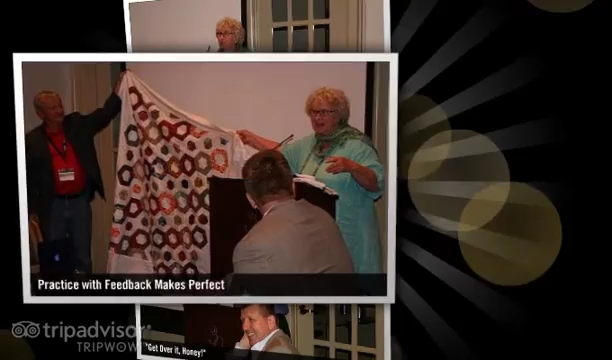 Practice with Feedback Makes Perfect
"Get Over it, Honey!"
tripadvisor
TRIPWOW